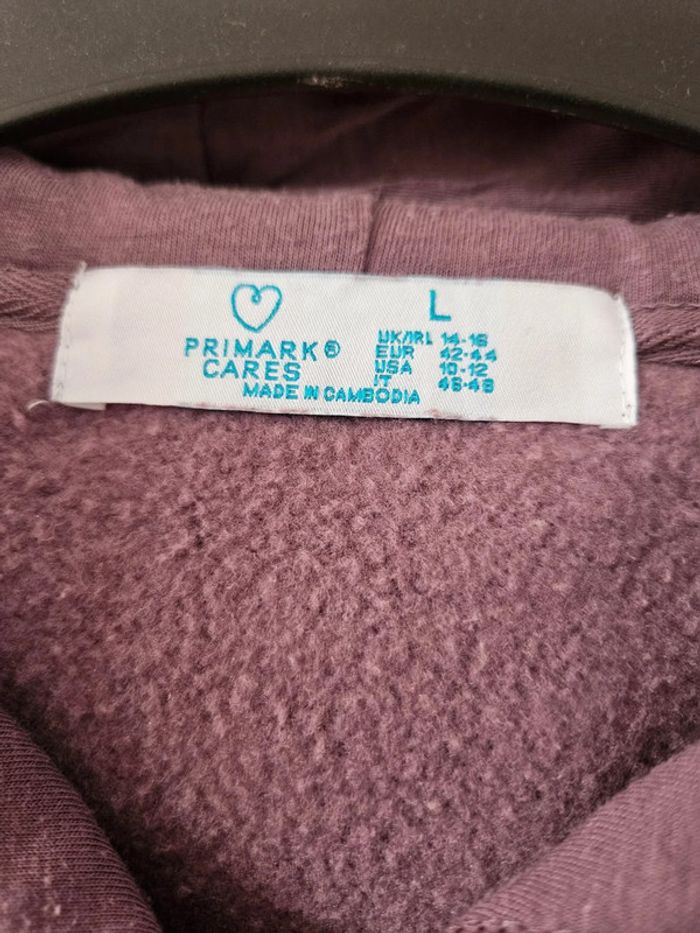 L
PRIMARK®
CARES
UK/IRL 14-16
EUR 42-44
USA 10-12
IT 46-48
MADE IN CAMBODIA